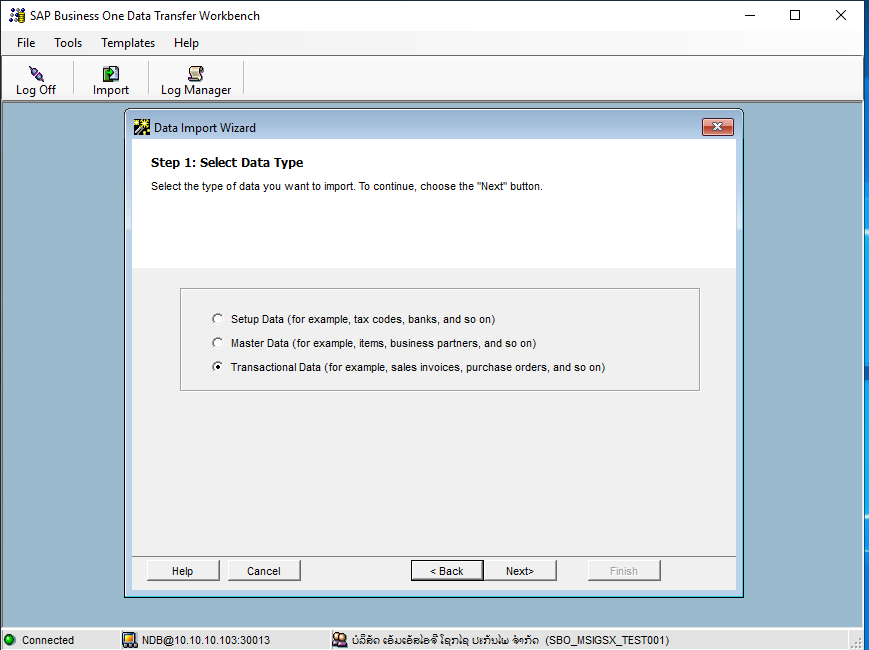 SAP Business One Data Transfer Workbench
File Tools Templates Help
Log Off Import Log Manager
Data Import Wizard
Step 1: Select Data Type
Select the type of data you want to import. To continue, choose the "Next" button.
Setup Data (for example, tax codes, banks, and so on)
Master Data (for example, items, business partners, and so on)
Transactional Data (for example, sales invoices, purchase orders, and so on)
Help Cancel < Back Next> Finish
Connected NDB@10.10.10.103:30013 ບໍລິສັດ ເອັມເອັສໄອຈີ ໂຊກໄຊ ປະກັນໄພ ຈຳກັດ (SBO_MSIGSX_TEST001)